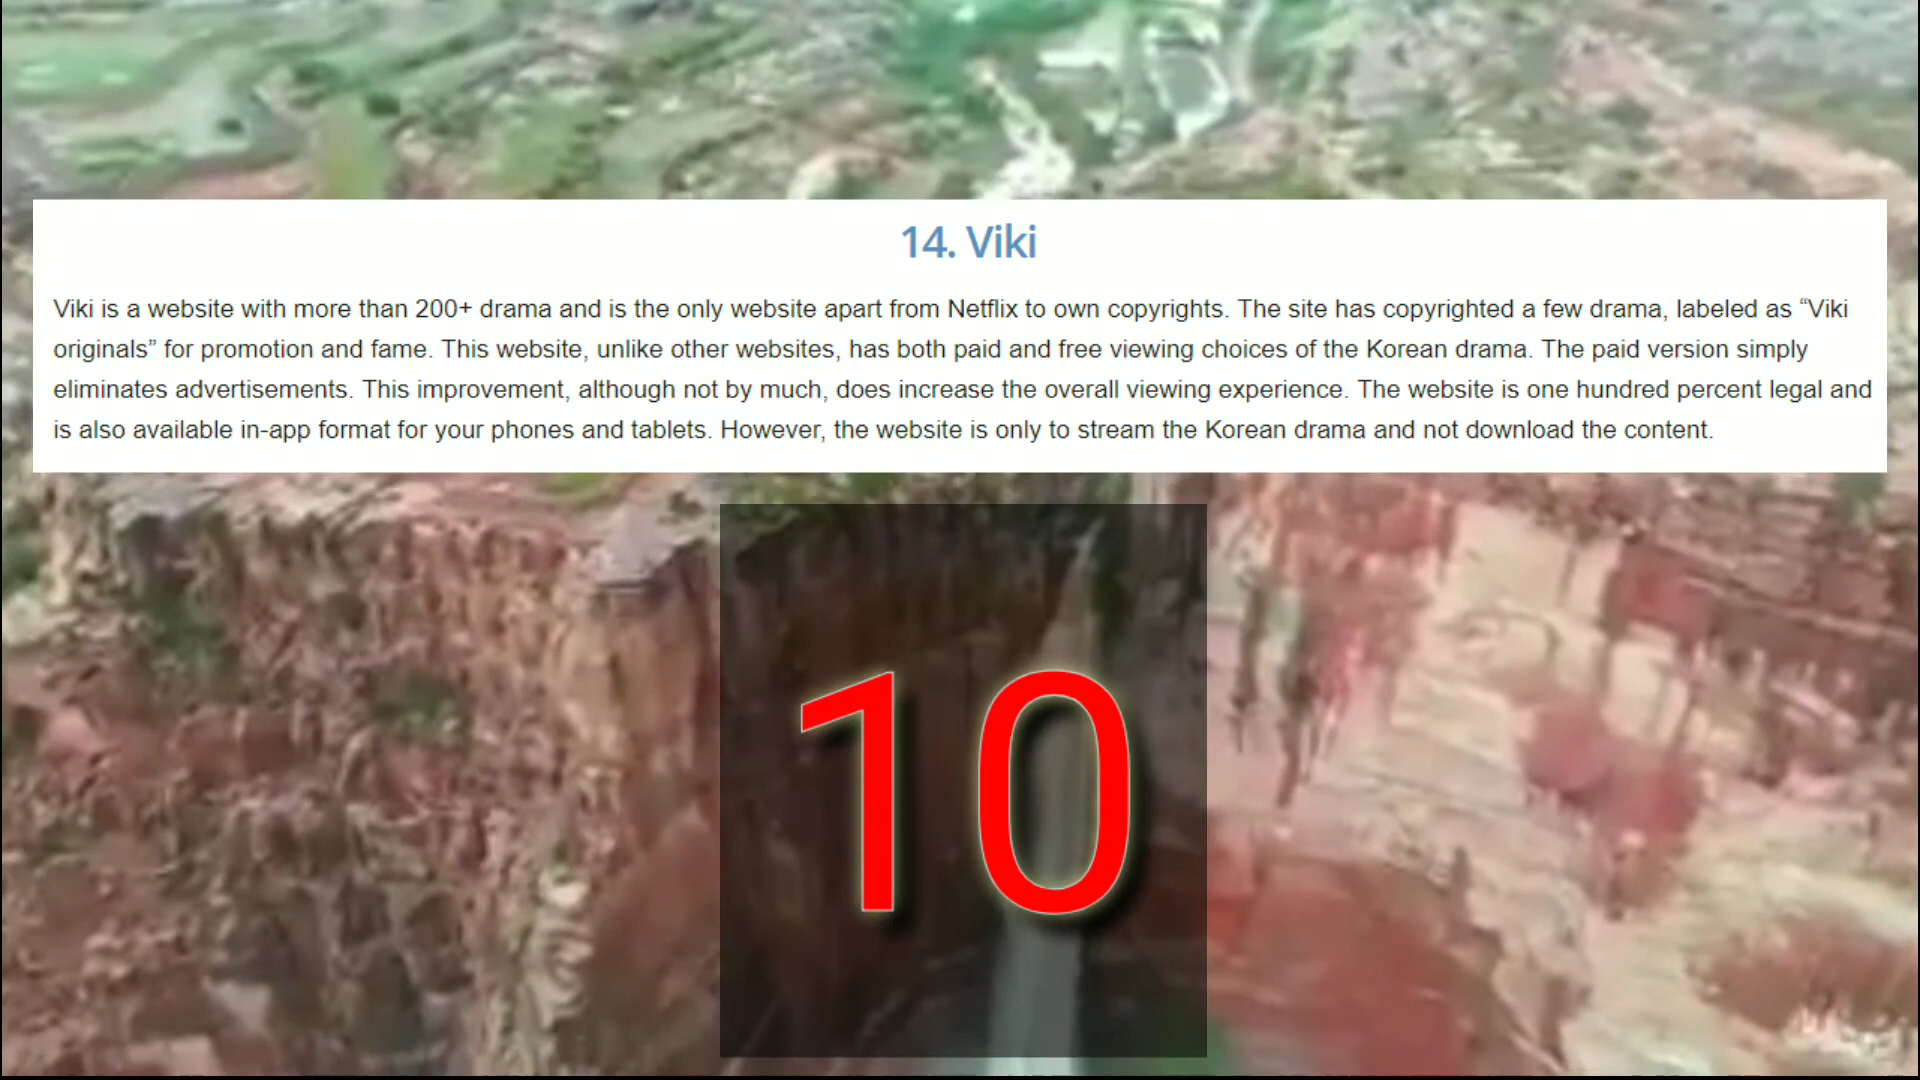 14. Viki
Viki is a website with more than 200+ drama and is the only website apart from Netflix to own copyrights. The site has copyrighted a few drama, labeled as “Viki
originals” for promotion and fame. This website, unlike other websites, has both paid and free viewing choices of the Korean drama. The paid version simply
eliminates advertisements. This improvement, although not by much, does increase the overall viewing experience. The website is one hundred percent legal and
is also available in-app format for your phones and tablets. However, the website is only to stream the Korean drama and not download the content.
10